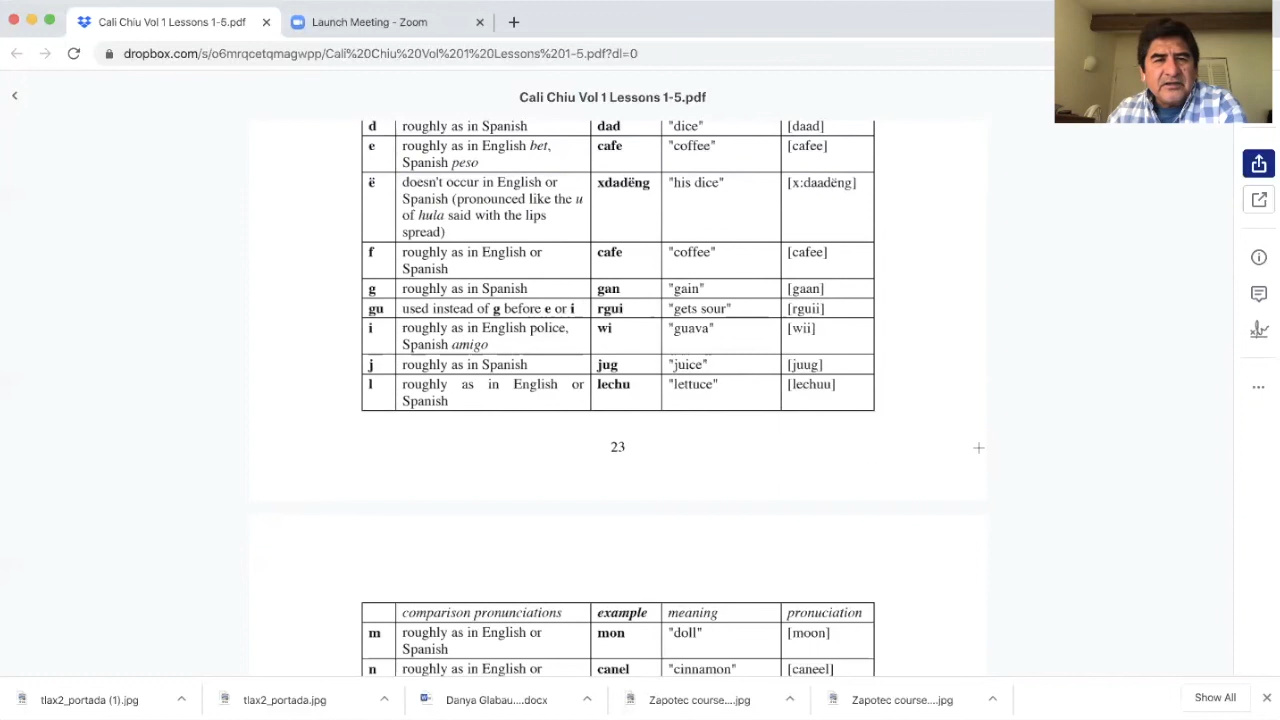 Cali Chiu Vol 1 Lessons 1-5.pdf
Launch Meeting - Zoom
dropbox.com/s/o6mrqcetqmagwpp/Cali%20Chiu%20Vol%201%20Lessons%201-5.pdf?dl=0
Cali Chiu Vol 1 Lessons 1-5.pdf
d roughly as in Spanish dad "dice" [daad]
e roughly as in English bet, cafe "coffee" [cafee]
Spanish peso
ë doesn't occur in English or xdadëng "his dice" [x:daadëng]
Spanish (pronounced like the u
of hula said with the lips
spread)
f roughly as in English or cafe "coffee" [cafee]
Spanish
g roughly as in Spanish gan "gain" [gaan]
gu used instead of g before e or i rgui "gets sour" [rguii]
i roughly as in English police, wi "guava" [wii]
Spanish amigo
j roughly as in Spanish jug "juice" [juug]
l roughly as in English or lechu "lettuce" [lechuu]
Spanish
23
comparison pronunciations example meaning pronuciation
m roughly as in English or mon "doll" [moon]
Spanish
n roughly as in English or canel "cinnamon" [caneel]
tlax2_portada (1).jpg
tlax2_portada.jpg
Danya Glabau....docx
Zapotec course....jpg
Zapotec course....jpg
Show All